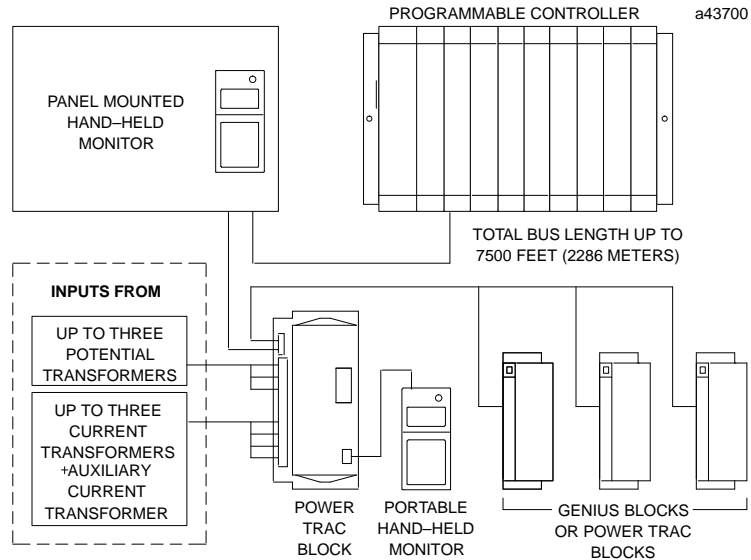 PROGRAMMABLE CONTROLLER
a43700
PANEL MOUNTED
HAND–HELD
MONITOR
TOTAL BUS LENGTH UP TO
7500 FEET (2286 METERS)
INPUTS FROM
UP TO THREE
POTENTIAL
TRANSFORMERS
UP TO THREE
CURRENT
TRANSFORMERS
+AUXILIARY
CURRENT
TRANSFORMER
POWER
TRAC
BLOCK
PORTABLE
HAND–HELD
MONITOR
GENIUS BLOCKS
OR POWER TRAC
BLOCKS